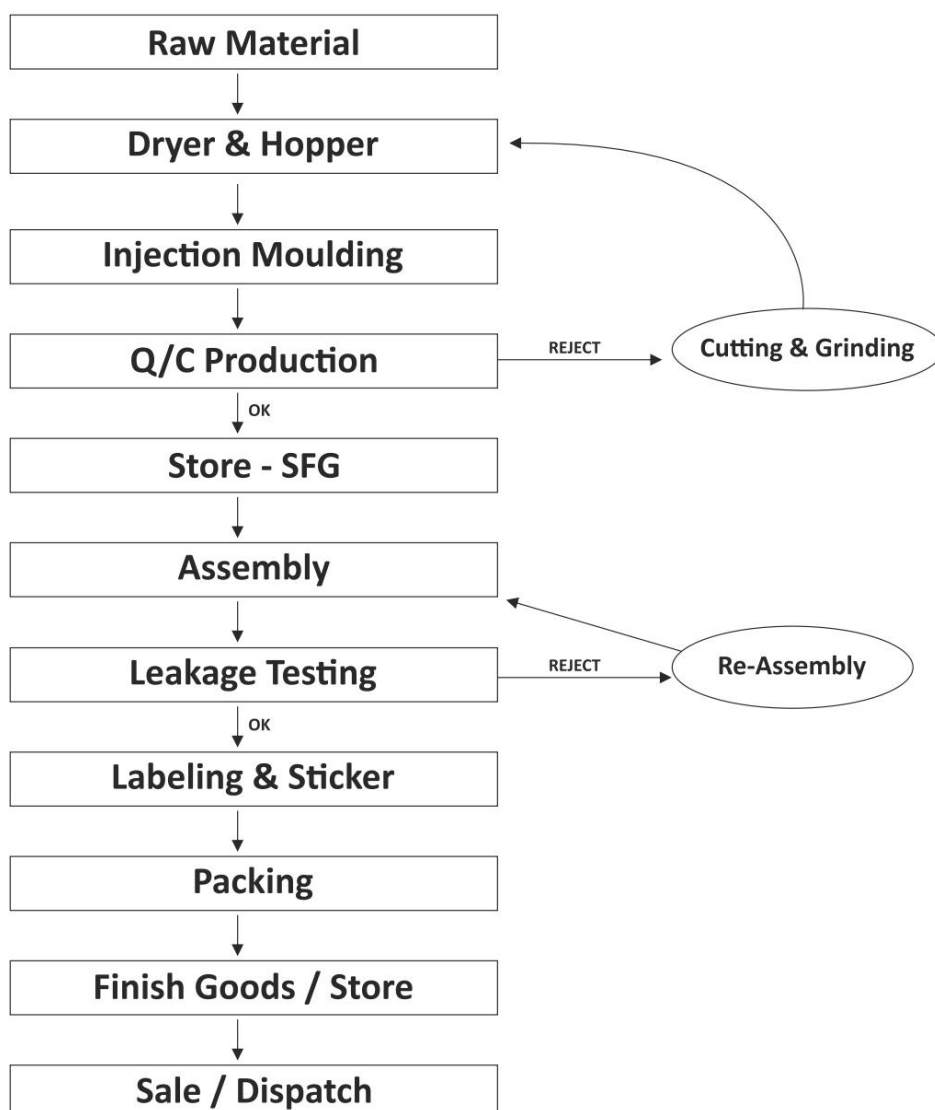 Raw Material
Dryer & Hopper
Injection Moulding
Q/C Production
REJECT
Cutting & Grinding
OK
Store - SFG
Assembly
Leakage Testing
REJECT
Re-Assembly
OK
Labeling & Sticker
Packing
Finish Goods / Store
Sale / Dispatch